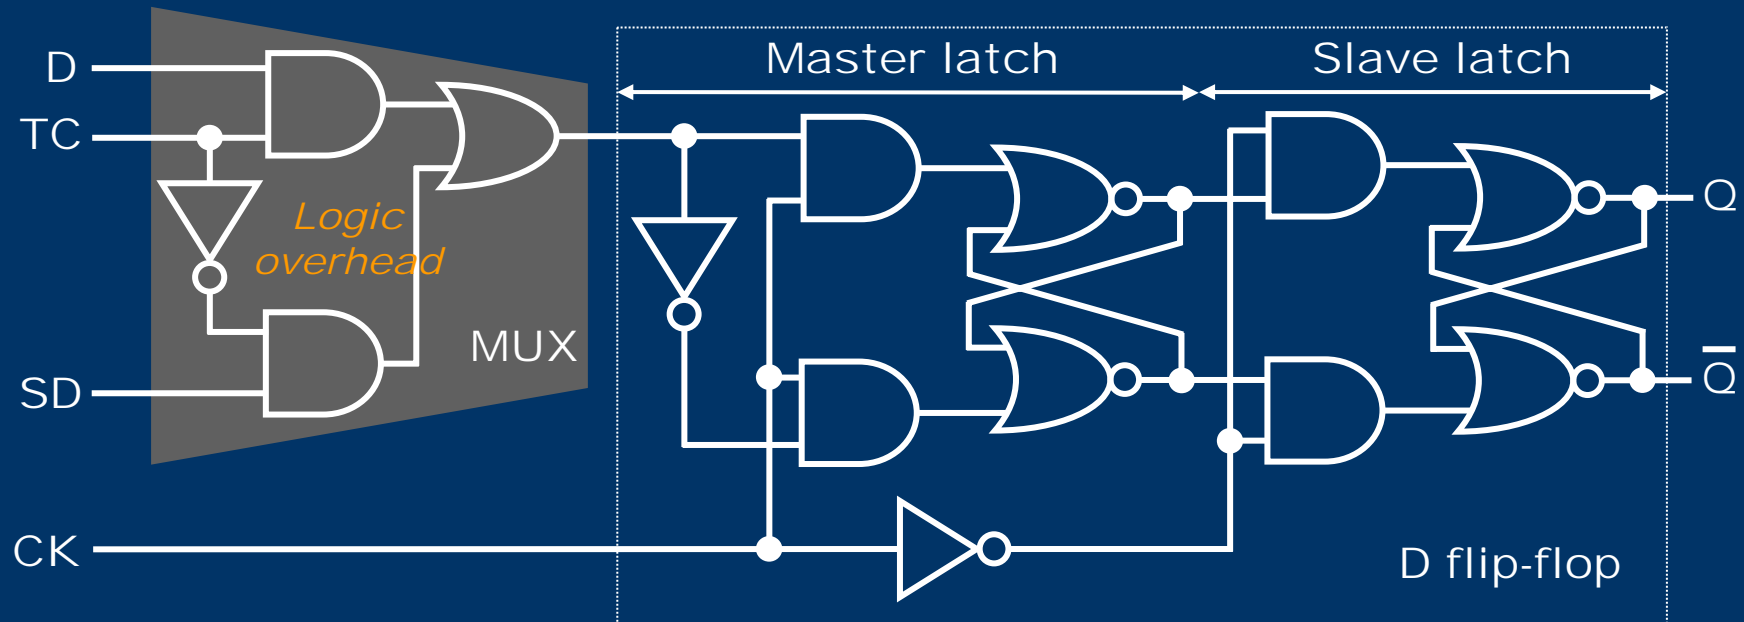 Master latch
Slave latch
D
TC
Logic
overhead
MUX
SD
CK
Q
Q̅
D flip-flop